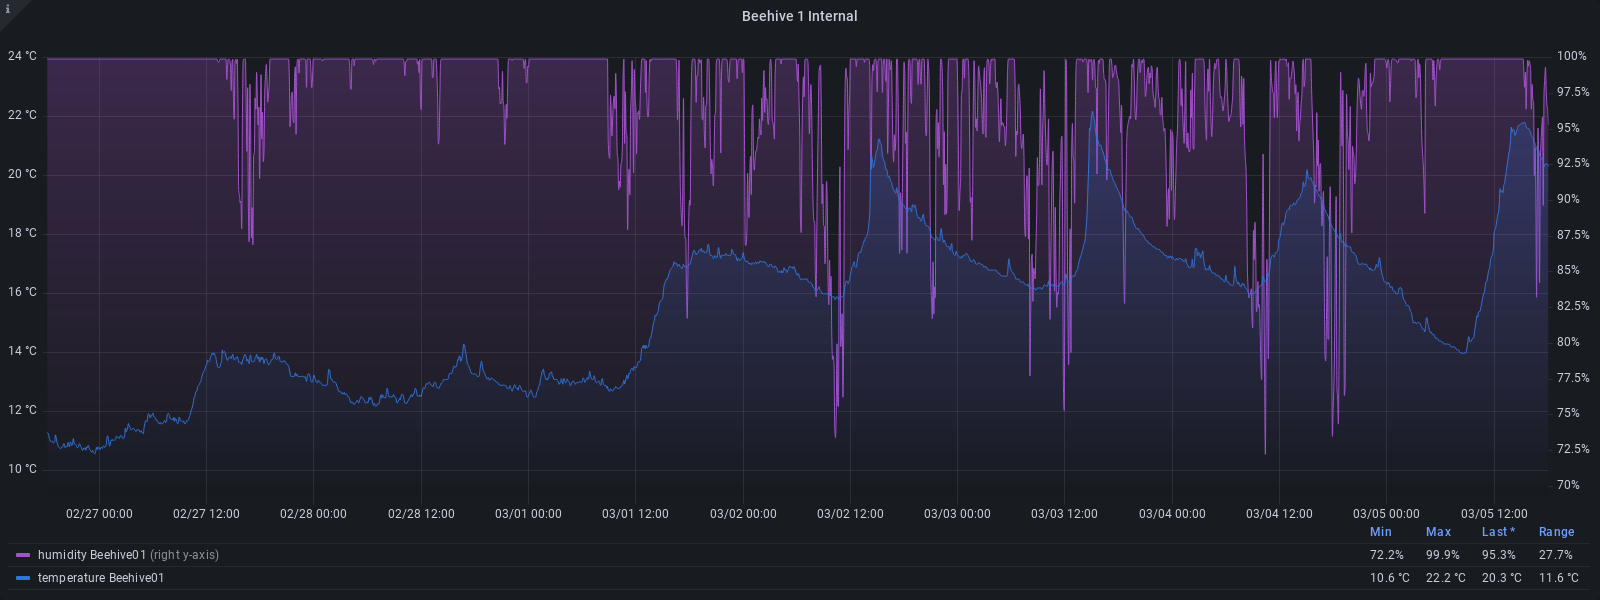 i
Beehive 1 Internal
24 °C
22 °C
20 °C
18 °C
16 °C
14 °C
12 °C
10 °C
100%
97.5%
95%
92.5%
90%
87.5%
85%
82.5%
80%
77.5%
75%
72.5%
70%
02/27 00:00 02/27 12:00 02/28 00:00 02/28 12:00 03/01 00:00 03/01 12:00 03/02 00:00 03/02 12:00 03/03 00:00 03/03 12:00 03/04 00:00 03/04 12:00 03/05 00:00 03/05 12:00
Min Max Last * Range
humidity Beehive01 (right y-axis) 72.2% 99.9% 95.3% 27.7%
temperature Beehive01 10.6 °C 22.2 °C 20.3 °C 11.6 °C